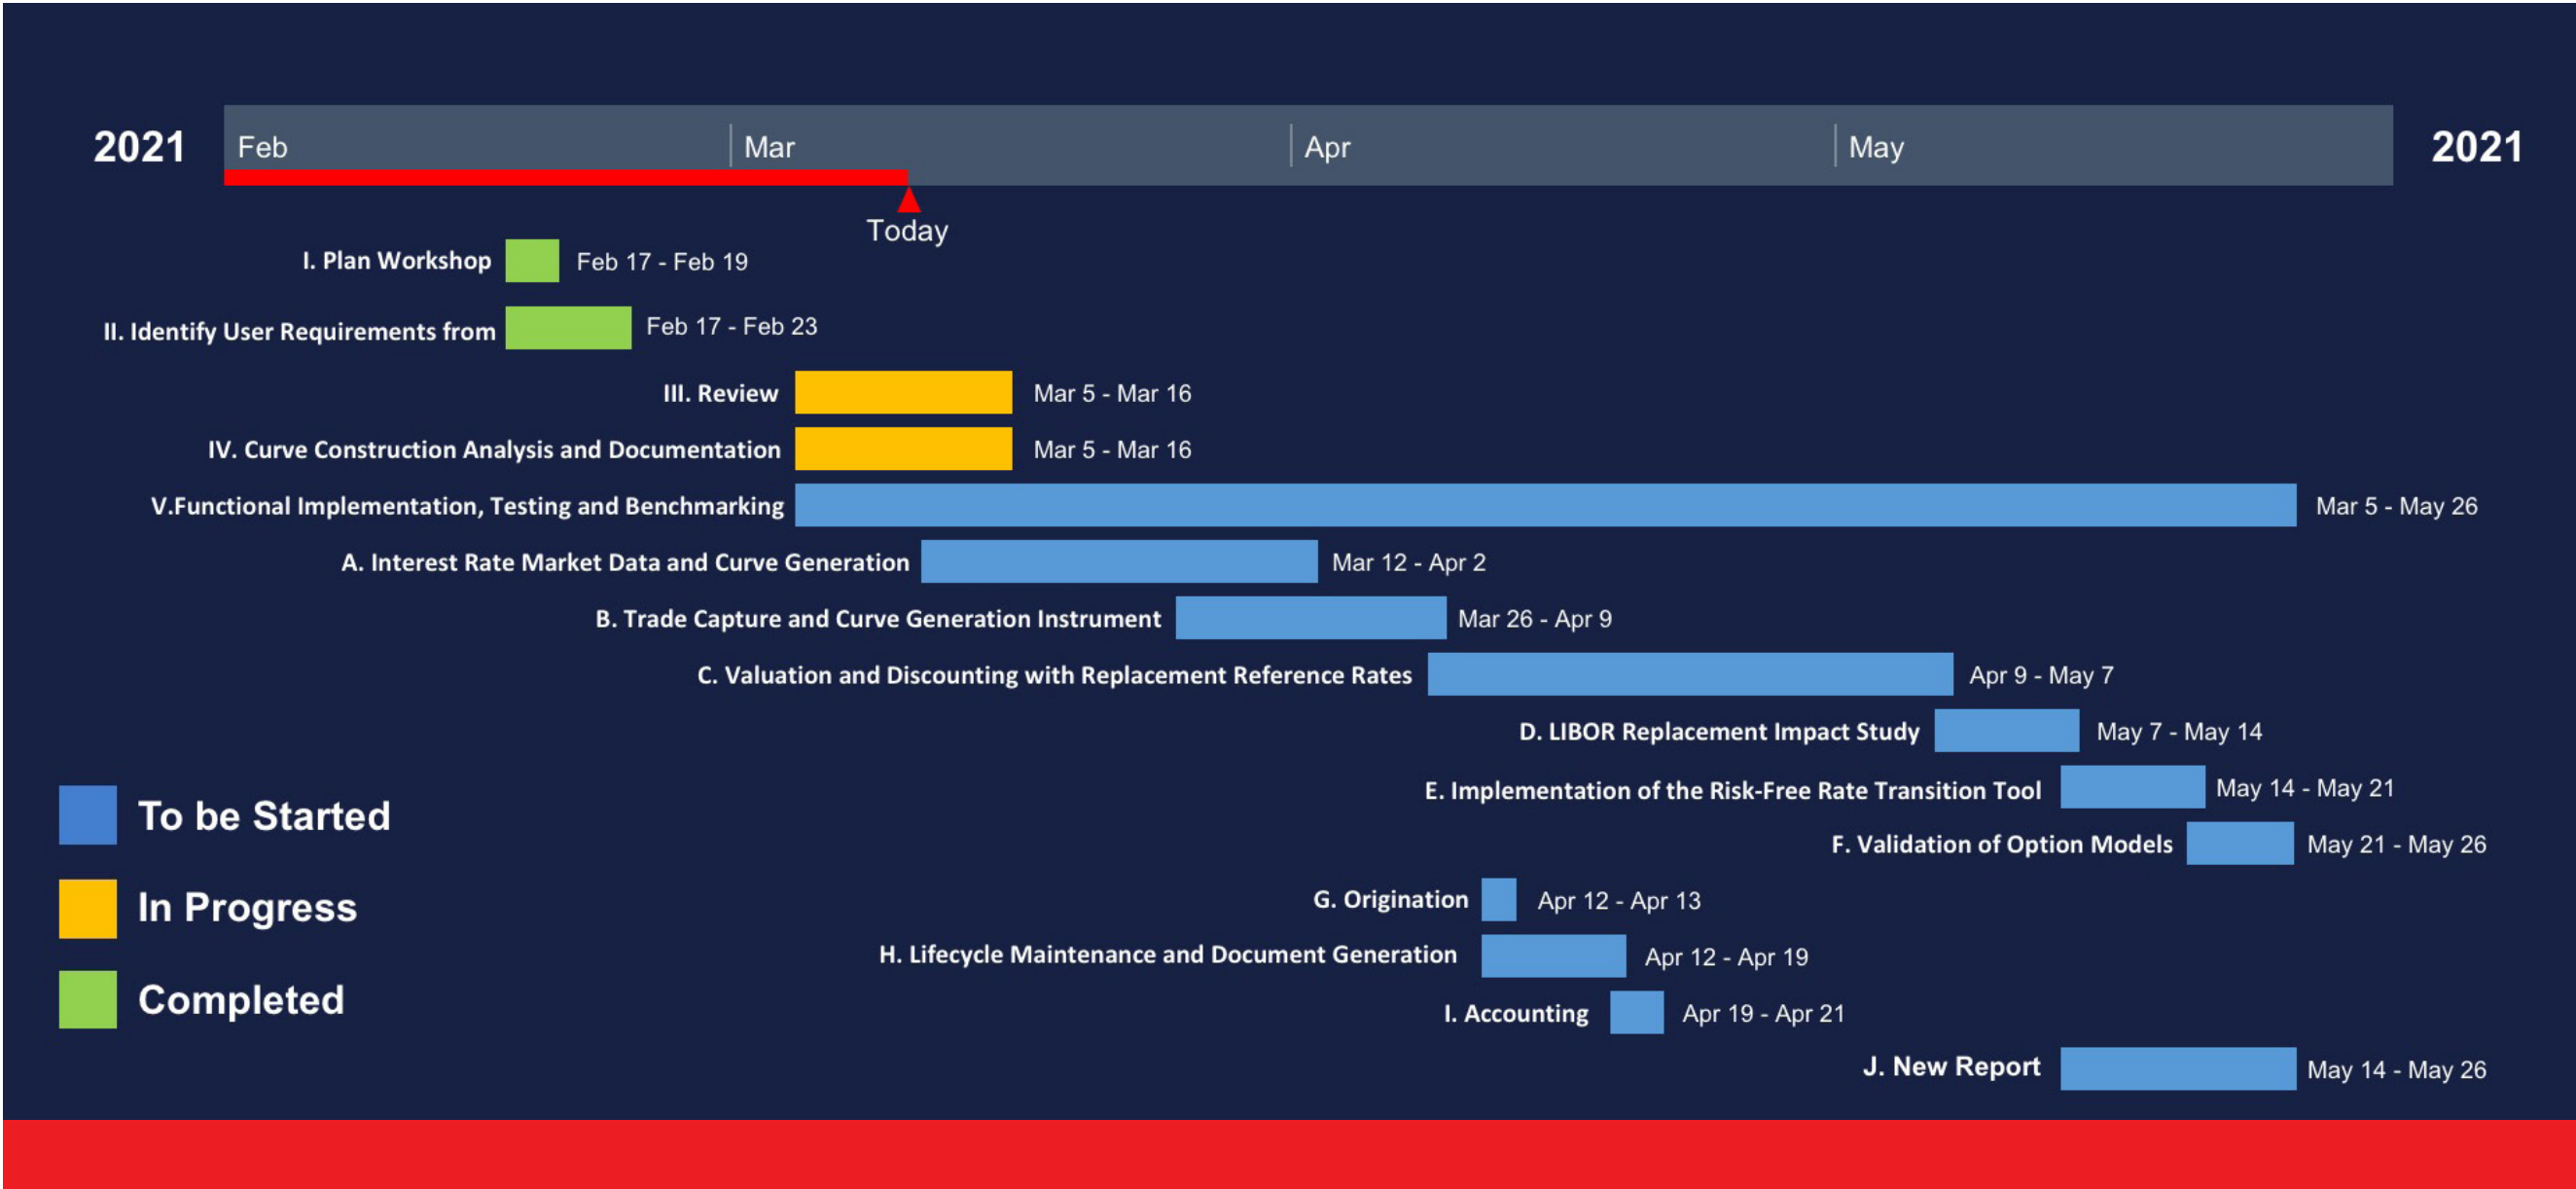 2021 Feb Mar Apr May 2021
Today
I. Plan Workshop Feb 17 - Feb 19
II. Identify User Requirements from Feb 17 - Feb 23
III. Review Mar 5 - Mar 16
IV. Curve Construction Analysis and Documentation Mar 5 - Mar 16
V.Functional Implementation, Testing and Benchmarking Mar 5 - May 26
A. Interest Rate Market Data and Curve Generation Mar 12 - Apr 2
B. Trade Capture and Curve Generation Instrument Mar 26 - Apr 9
C. Valuation and Discounting with Replacement Reference Rates Apr 9 - May 7
D. LIBOR Replacement Impact Study May 7 - May 14
E. Implementation of the Risk-Free Rate Transition Tool May 14 - May 21
F. Validation of Option Models May 21 - May 26
G. Origination Apr 12 - Apr 13
H. Lifecycle Maintenance and Document Generation Apr 12 - Apr 19
I. Accounting Apr 19 - Apr 21
J. New Report May 14 - May 26
To be Started
In Progress
Completed